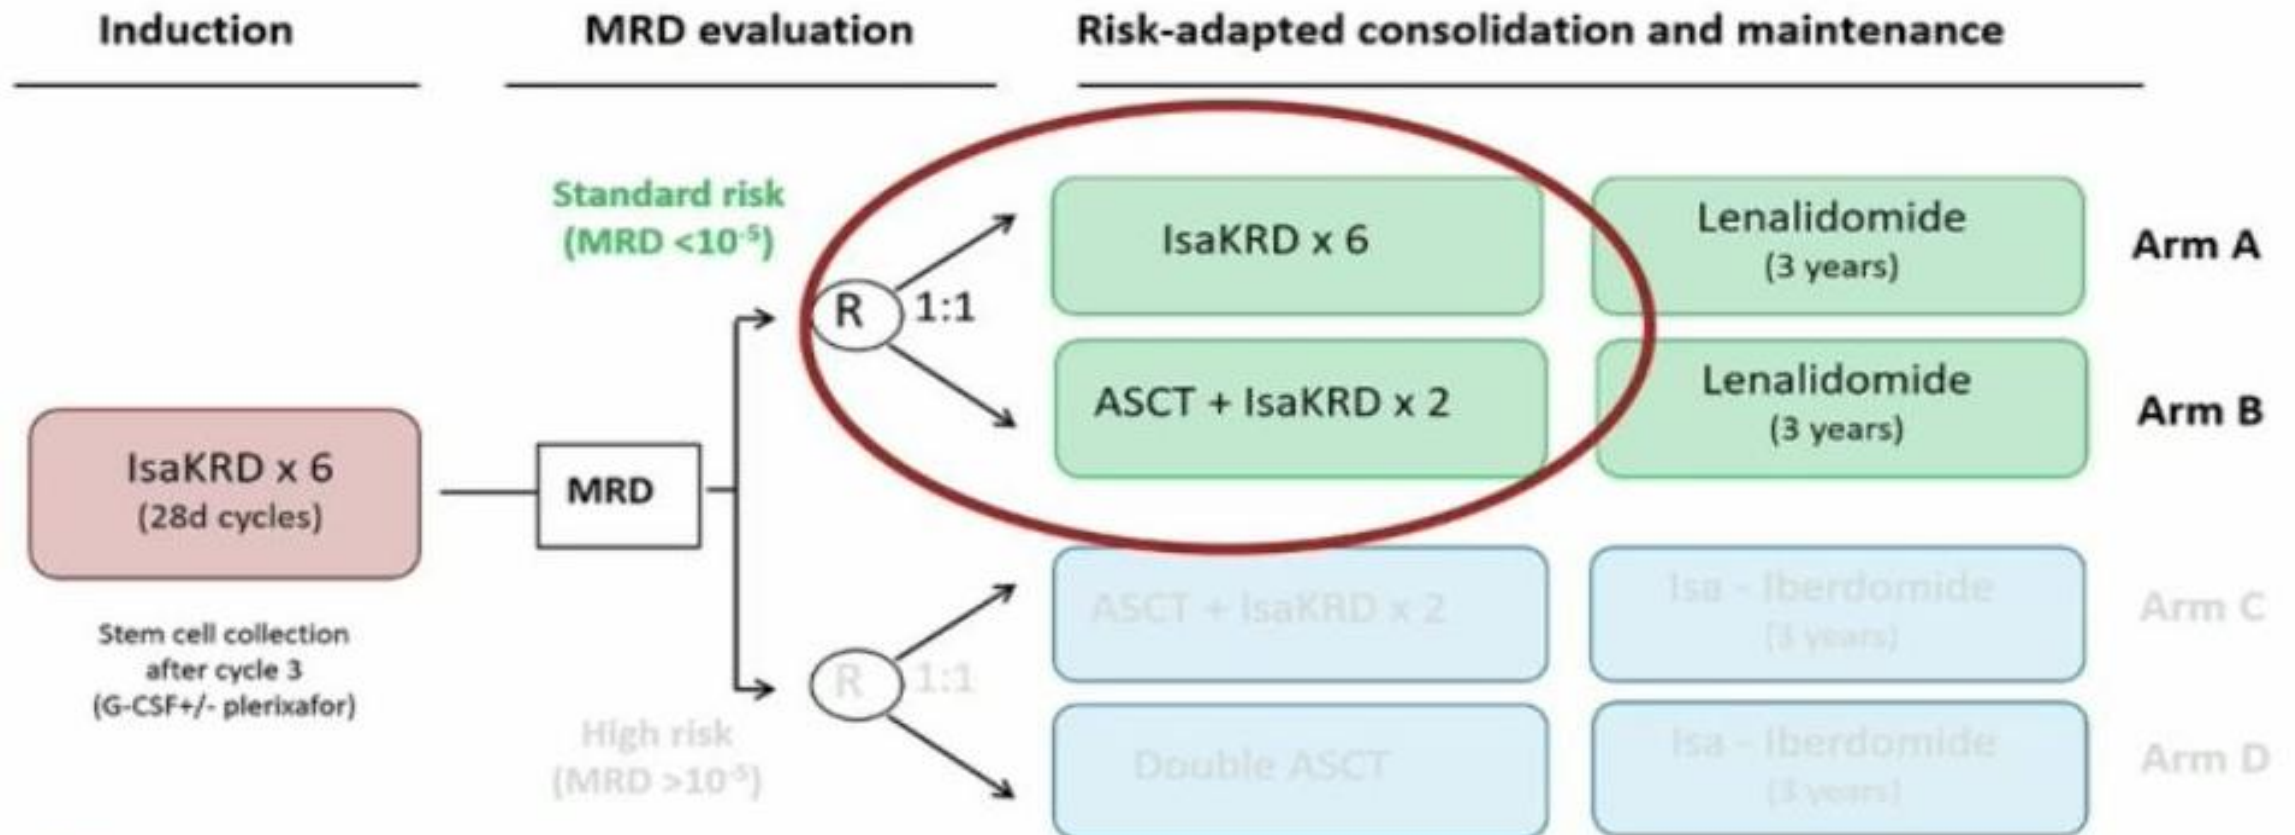 Induction
MRD evaluation
Risk-adapted consolidation and maintenance
Standard risk
(MRD <10⁻⁵)
R
1:1
IsaKRD x 6
Lenalidomide
(3 years)
Arm A
ASCT + IsaKRD x 2
Lenalidomide
(3 years)
Arm B
IsaKRD x 6
(28d cycles)
MRD
Stem cell collection
after cycle 3
(G-CSF+/- plerixafor)
High risk
(MRD >10⁻⁵)
R
1:1
ASCT + IsaKRD x 2
Isa - Iberdomide
(3 years)
Arm C
Double ASCT
Isa - Iberdomide
(3 years)
Arm D